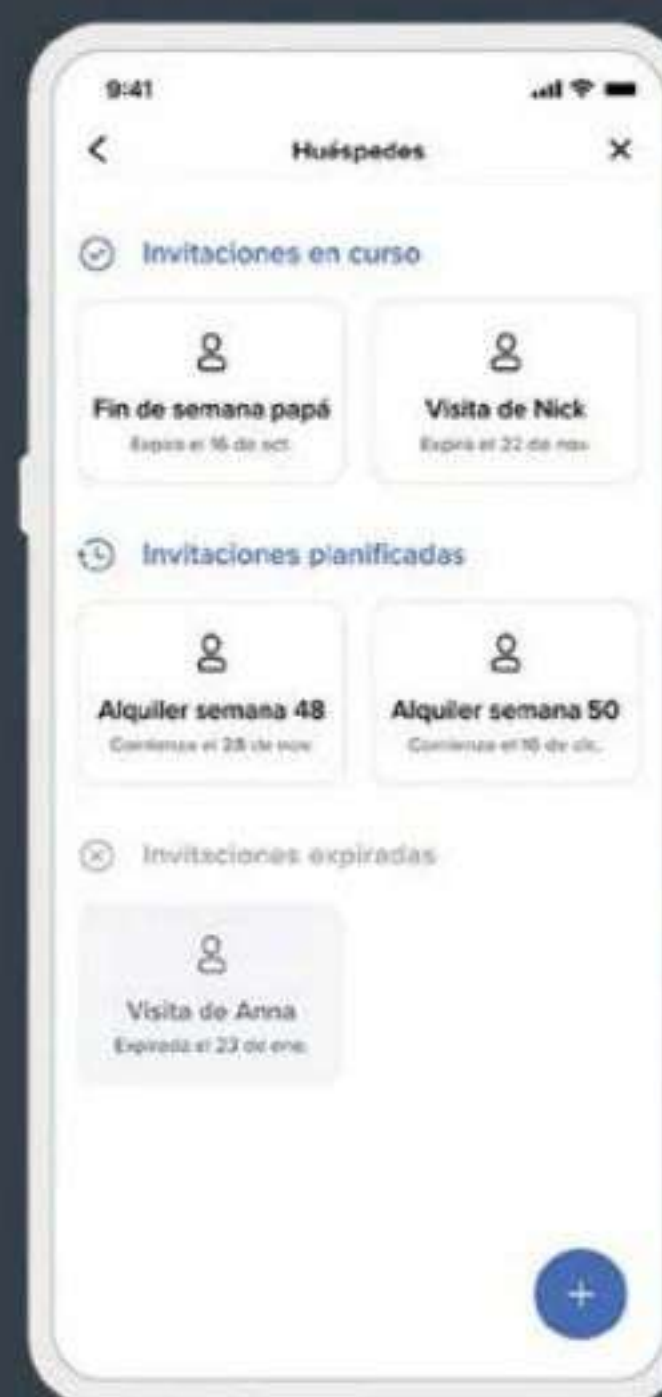 9:41
Huéspedes
Invitaciones en curso
Fin de semana papá
Expira el 16 de oct.
Visita de Nick
Expira el 22 de nov.
Invitaciones planificadas
Alquiler semana 48
Comienza el 28 de nov.
Alquiler semana 50
Comienza el 16 de dic.
Invitaciones expiradas
Visita de Anna
Expirada el 23 de ene.